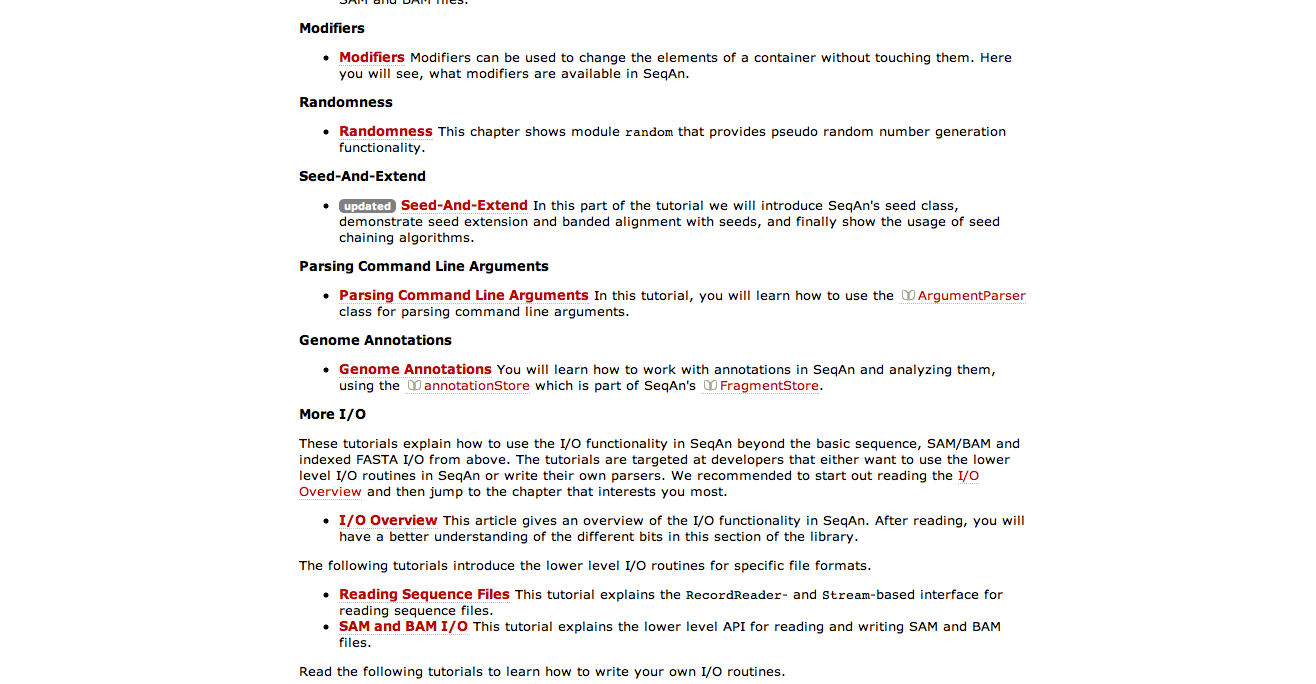 SAM and BAM files.
Modifiers
Modifiers Modifiers can be used to change the elements of a container without touching them. Here
you will see, what modifiers are available in SeqAn.
Randomness
Randomness This chapter shows module random that provides pseudo random number generation
functionality.
Seed-And-Extend
updated Seed-And-Extend In this part of the tutorial we will introduce SeqAn's seed class,
demonstrate seed extension and banded alignment with seeds, and finally show the usage of seed
chaining algorithms.
Parsing Command Line Arguments
Parsing Command Line Arguments In this tutorial, you will learn how to use the ArgumentParser
class for parsing command line arguments.
Genome Annotations
Genome Annotations You will learn how to work with annotations in SeqAn and analyzing them,
using the annotationStore which is part of SeqAn's FragmentStore.
More I/O
These tutorials explain how to use the I/O functionality in SeqAn beyond the basic sequence, SAM/BAM and
indexed FASTA I/O from above. The tutorials are targeted at developers that either want to use the lower
level I/O routines in SeqAn or write their own parsers. We recommended to start out reading the I/O
Overview and then jump to the chapter that interests you most.
I/O Overview This article gives an overview of the I/O functionality in SeqAn. After reading, you will
have a better understanding of the different bits in this section of the library.
The following tutorials introduce the lower level I/O routines for specific file formats.
Reading Sequence Files This tutorial explains the RecordReader- and Stream-based interface for
reading sequence files.
SAM and BAM I/O This tutorial explains the lower level API for reading and writing SAM and BAM
files.
Read the following tutorials to learn how to write your own I/O routines.